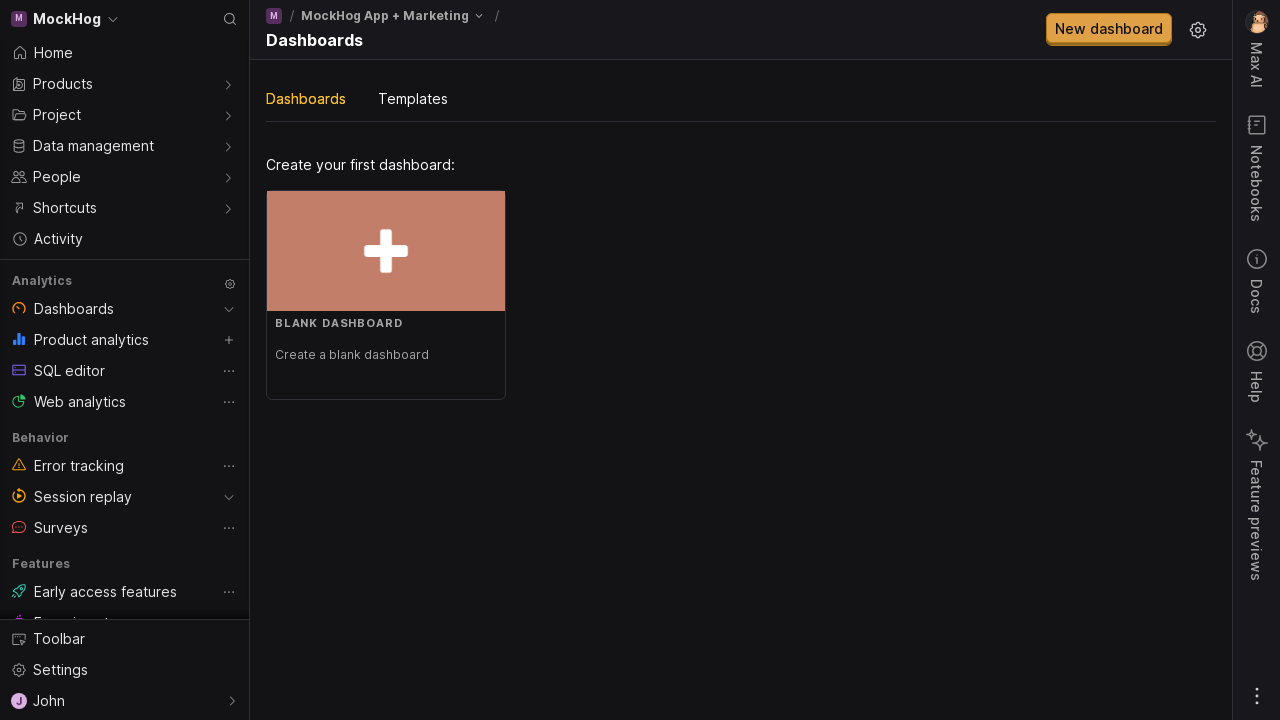 M MockHog
Home
Products
Project
Data management
People
Shortcuts
Activity
Analytics
Dashboards
Product analytics
SQL editor
Web analytics
Behavior
Error tracking
Session replay
Surveys
Features
Early access features
Toolbar
Settings
J John
M / MockHog App + Marketing /
Dashboards
New dashboard
Dashboards Templates
Create your first dashboard:
BLANK DASHBOARD
Create a blank dashboard
Max AI
Notebooks
Docs
Help
Feature previews